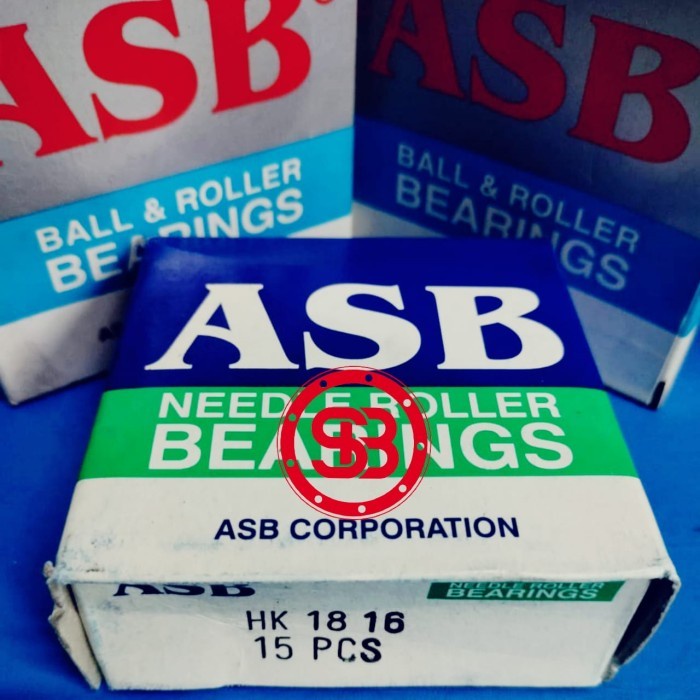 ASB
BALL & ROLLER
BEARINGS
ASB
BALL & ROLLER
BEARINGS
ASB
NEEDLE ROLLER
BEARINGS
SB
ASB CORPORATION
ASB
NEEDLE ROLLER
BEARINGS
HK 18 16
15 PCS